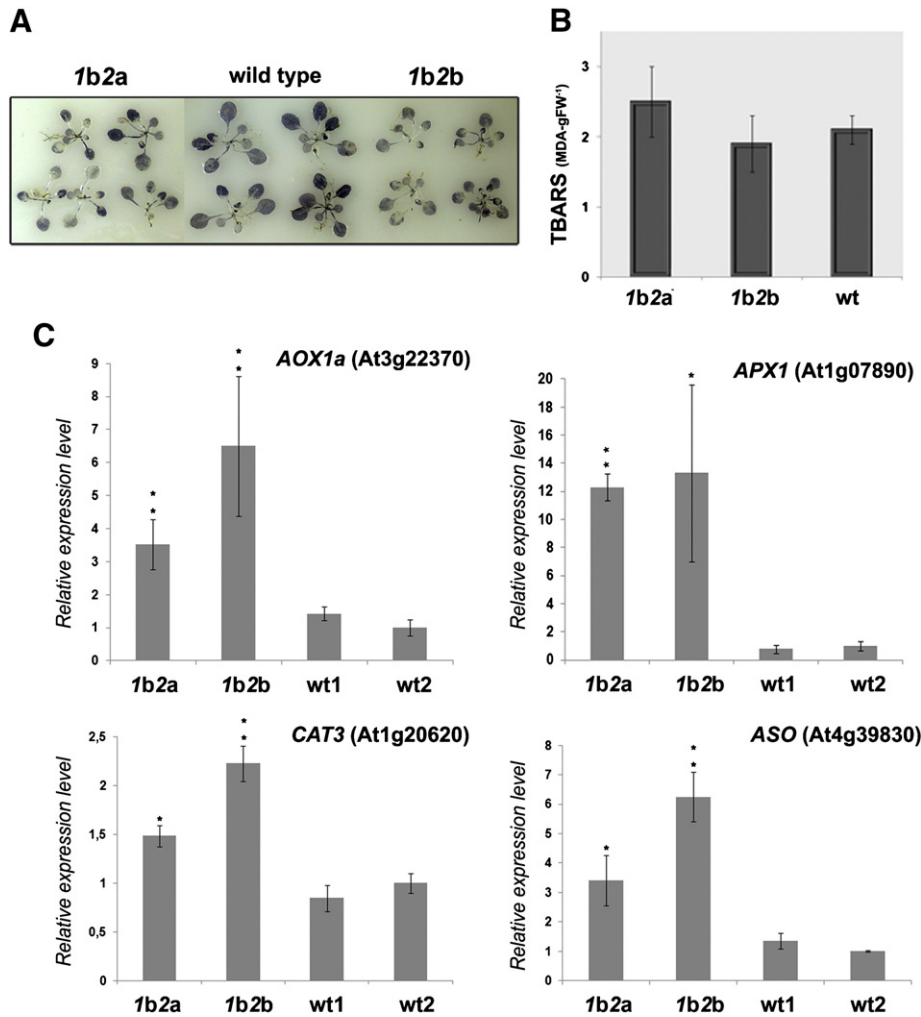 A
1b2a wild type 1b2b
B
TBARS (MDA-gFW-1)
3
2
1
0
1b2a 1b2b wt
C
AOX1a (At3g22370)
Relative expression level
9
8
7
6
5
4
3
2
1
0
* *
* *
1b2a 1b2b wt1 wt2
APX1 (At1g07890)
Relative expression level
20
18
16
14
12
10
8
6
4
2
0
* *
*
1b2a 1b2b wt1 wt2
CAT3 (At1g20620)
Relative expression level
2,5
2
1,5
1
0,5
0
*
* *
1b2a 1b2b wt1 wt2
ASO (At4g39830)
Relative expression level
8
7
6
5
4
3
2
1
0
*
* *
1b2a 1b2b wt1 wt2